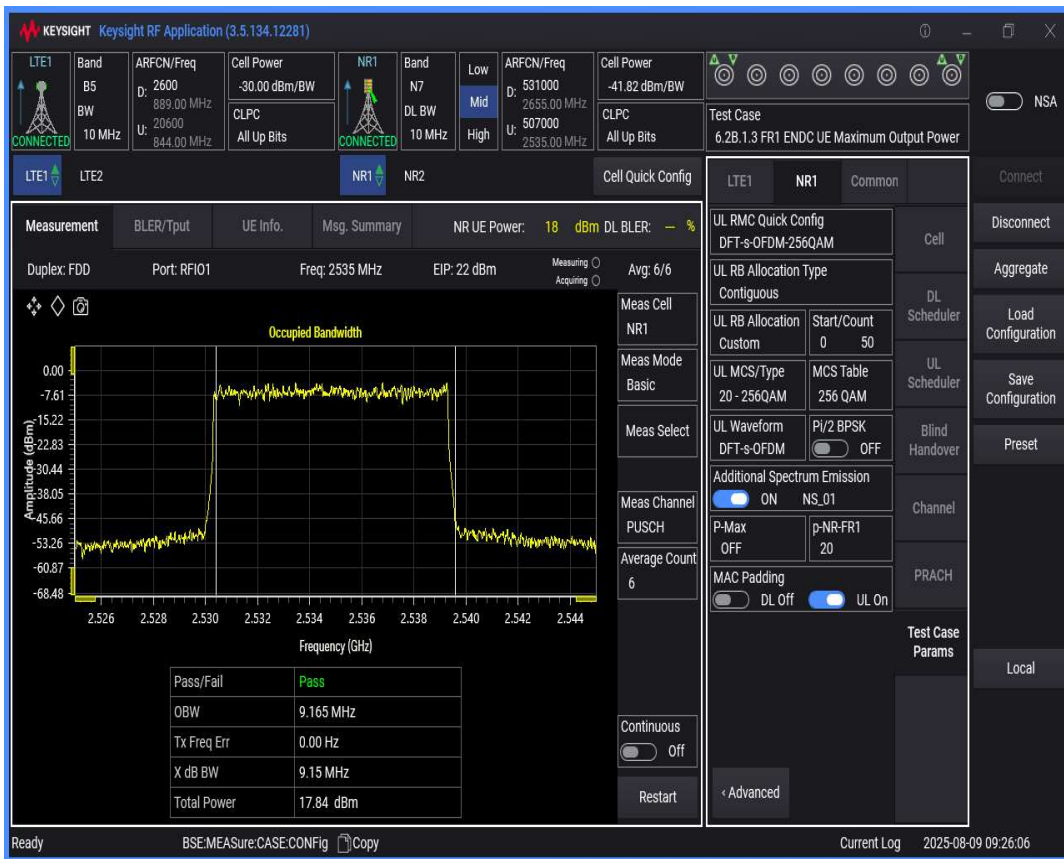 KEYSIGHT Keysight RF Application (3.5.134.12281)
LTE1
CONNECTED
Band
B5
BW
10 MHz
ARFCN/Freq
D: 2600
889.00 MHz
U: 20600
844.00 MHz
Cell Power
-30.00 dBm/BW
CLPC
All Up Bits
NR1
CONNECTED
Band
N7
DL BW
10 MHz
Low
Mid
High
ARFCN/Freq
D: 531000
2655.00 MHz
U: 507000
2535.00 MHz
Cell Power
-41.82 dBm/BW
CLPC
All Up Bits
Test Case
6.2B.1.3 FR1 ENDC UE Maximum Output Power
NSA
LTE1 LTE2
NR1 NR2
Cell Quick Config
LTE1 NR1 Common
Connect
Disconnect
Aggregate
Load
Configuration
Save
Configuration
Preset
Local
Measurement BLER/Tput UE Info. Msg. Summary NR UE Power: 18 dBm DL BLER: — %
Duplex: FDD Port: RFIO1 Freq: 2535 MHz EIP: 22 dBm Measuring Acquiring Avg: 6/6
Occupied Bandwidth
Amplitude (dBm)
0.00
-7.61
-15.22
-22.83
-30.44
-38.05
-45.66
-53.26
-60.87
-68.48
2.526 2.528 2.530 2.532 2.534 2.536 2.538 2.540 2.542 2.544
Frequency (GHz)
Pass/Fail Pass
OBW 9.165 MHz
Tx Freq Err 0.00 Hz
X dB BW 9.15 MHz
Total Power 17.84 dBm
Meas Cell
NR1
Meas Mode
Basic
Meas Select
Meas Channel
PUSCH
Average Count
6
Continuous
Off
Restart
UL RMC Quick Config
DFT-s-OFDM-256QAM
UL RB Allocation Type
Contiguous
UL RB Allocation
Custom
Start/Count
0 50
UL MCS/Type
20 - 256QAM
MCS Table
256 QAM
UL Waveform
DFT-s-OFDM
Pi/2 BPSK
OFF
Additional Spectrum Emission
ON NS_01
P-Max
OFF
p-NR-FR1
20
MAC Padding
DL Off UL On
‹ Advanced
Cell
DL
Scheduler
UL
Scheduler
Blind
Handover
Channel
PRACH
Test Case
Params
Ready BSE:MEASure:CASE:CONFig Copy Current Log 2025-08-09 09:26:06